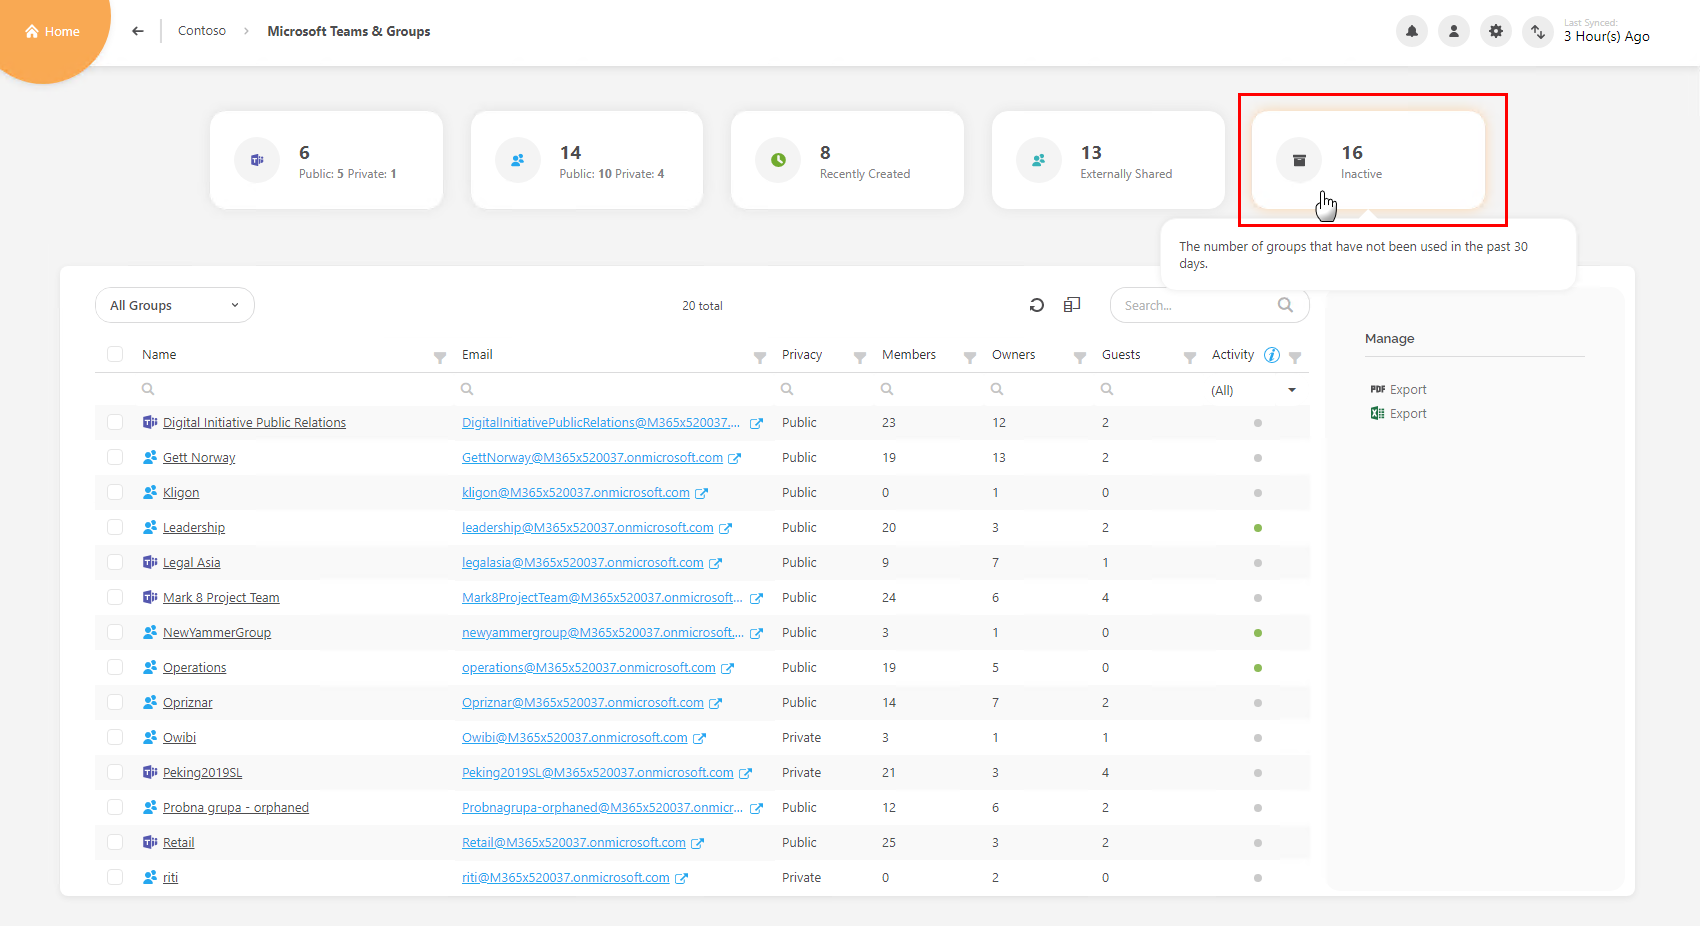 Home
Contoso
Microsoft Teams & Groups
Last Synced:
3 Hour(s) Ago
6
Public: 5 Private: 1
14
Public: 10 Private: 4
8
Recently Created
13
Externally Shared
16
Inactive
The number of groups that have not been used in the past 30
days.
All Groups
20 total
Search...
Name Email Privacy Members Owners Guests Activity
(All)
Digital Initiative Public Relations DigitalInitiativePublicRelations@M365x520037.... Public 23 12 2
Gett Norway GettNorway@M365x520037.onmicrosoft.com Public 19 13 2
Kligon kligon@M365x520037.onmicrosoft.com Public 0 1 0
Leadership leadership@M365x520037.onmicrosoft.com Public 20 3 2
Legal Asia legalasia@M365x520037.onmicrosoft.com Public 9 7 1
Mark 8 Project Team Mark8ProjectTeam@M365x520037.onmicrosoft... Public 24 6 4
NewYammerGroup newyammergroup@M365x520037.onmicrosoft.... Public 3 1 0
Operations operations@M365x520037.onmicrosoft.com Public 19 5 0
Opriznar Opriznar@M365x520037.onmicrosoft.com Public 14 7 2
Owibi Owibi@M365x520037.onmicrosoft.com Private 3 1 1
Peking2019SL Peking2019SL@M365x520037.onmicrosoft.com Private 21 3 4
Probna grupa - orphaned Probnagrupa-orphaned@M365x520037.onmicr... Public 12 6 2
Retail Retail@M365x520037.onmicrosoft.com Public 25 3 2
riti riti@M365x520037.onmicrosoft.com Private 0 2 0
Manage
PDF Export
Export